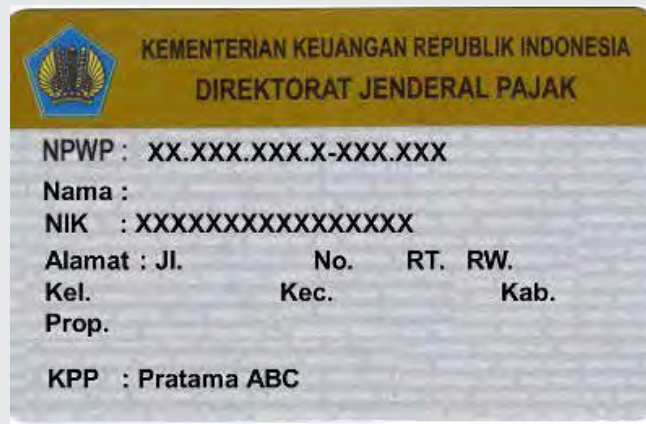 KEMENTERIAN KEUANGAN REPUBLIK INDONESIA
DIREKTORAT JENDERAL PAJAK
NPWP : XX.XXX.XXX.X-XXX.XXX
Nama :
NIK : XXXXXXXXXXXXXXXX
Alamat : Jl. No. RT. RW.
Kel. Kec. Kab.
Prop.
KPP : Pratama ABC